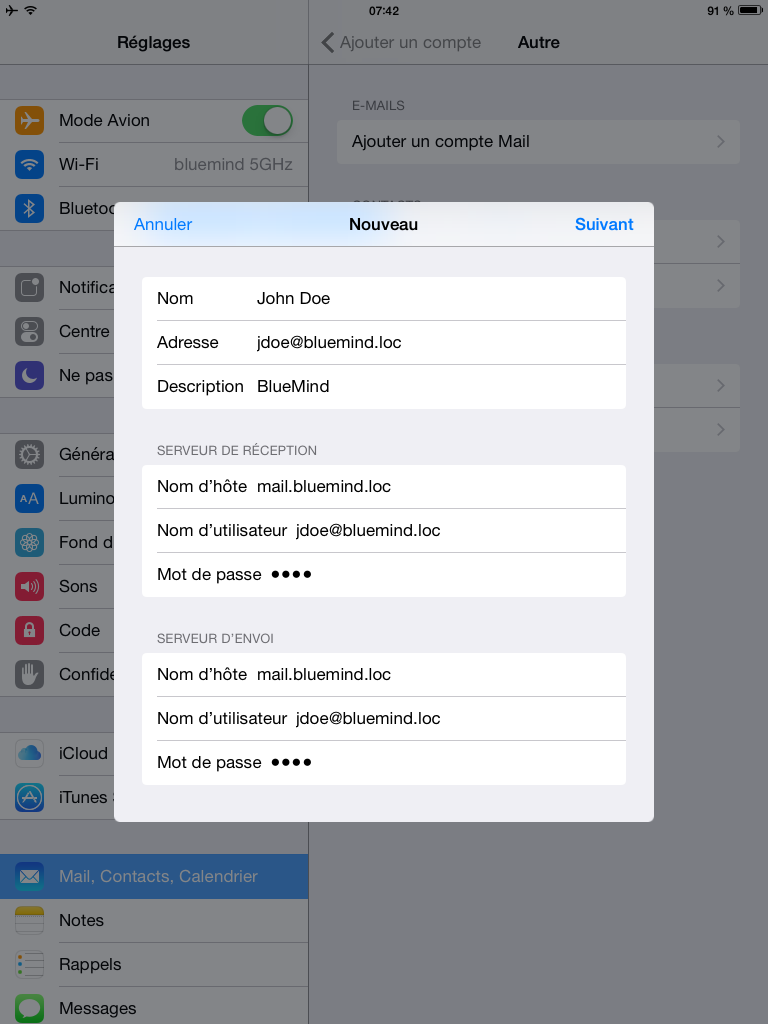 07:42
91 %
Réglages
Ajouter un compte
Autre
Mode Avion
Wi-Fi
bluemind 5GHz
Bluetoo
Notifica
Centre
Ne pas
Généra
Lumino
Fond d
Sons
Code
Confide
iCloud
iTunes
Mail, Contacts, Calendrier
Notes
Rappels
Messages
E-MAILS
Ajouter un compte Mail
CONTACTS
Annuler
Nouveau
Suivant
Nom John Doe
Adresse jdoe@bluemind.loc
Description BlueMind
SERVEUR DE RÉCEPTION
Nom d’hôte mail.bluemind.loc
Nom d’utilisateur jdoe@bluemind.loc
Mot de passe ●●●●
SERVEUR D’ENVOI
Nom d’hôte mail.bluemind.loc
Nom d’utilisateur jdoe@bluemind.loc
Mot de passe ●●●●